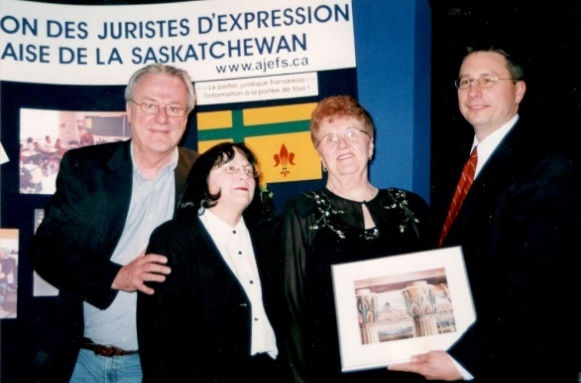 ON DES JURISTES D'EXPRESSION
AISE DE LA SASKATCHEWAN
www.ajefs.ca
Le portail juridique fransaskois
l'information à la portée de tous !